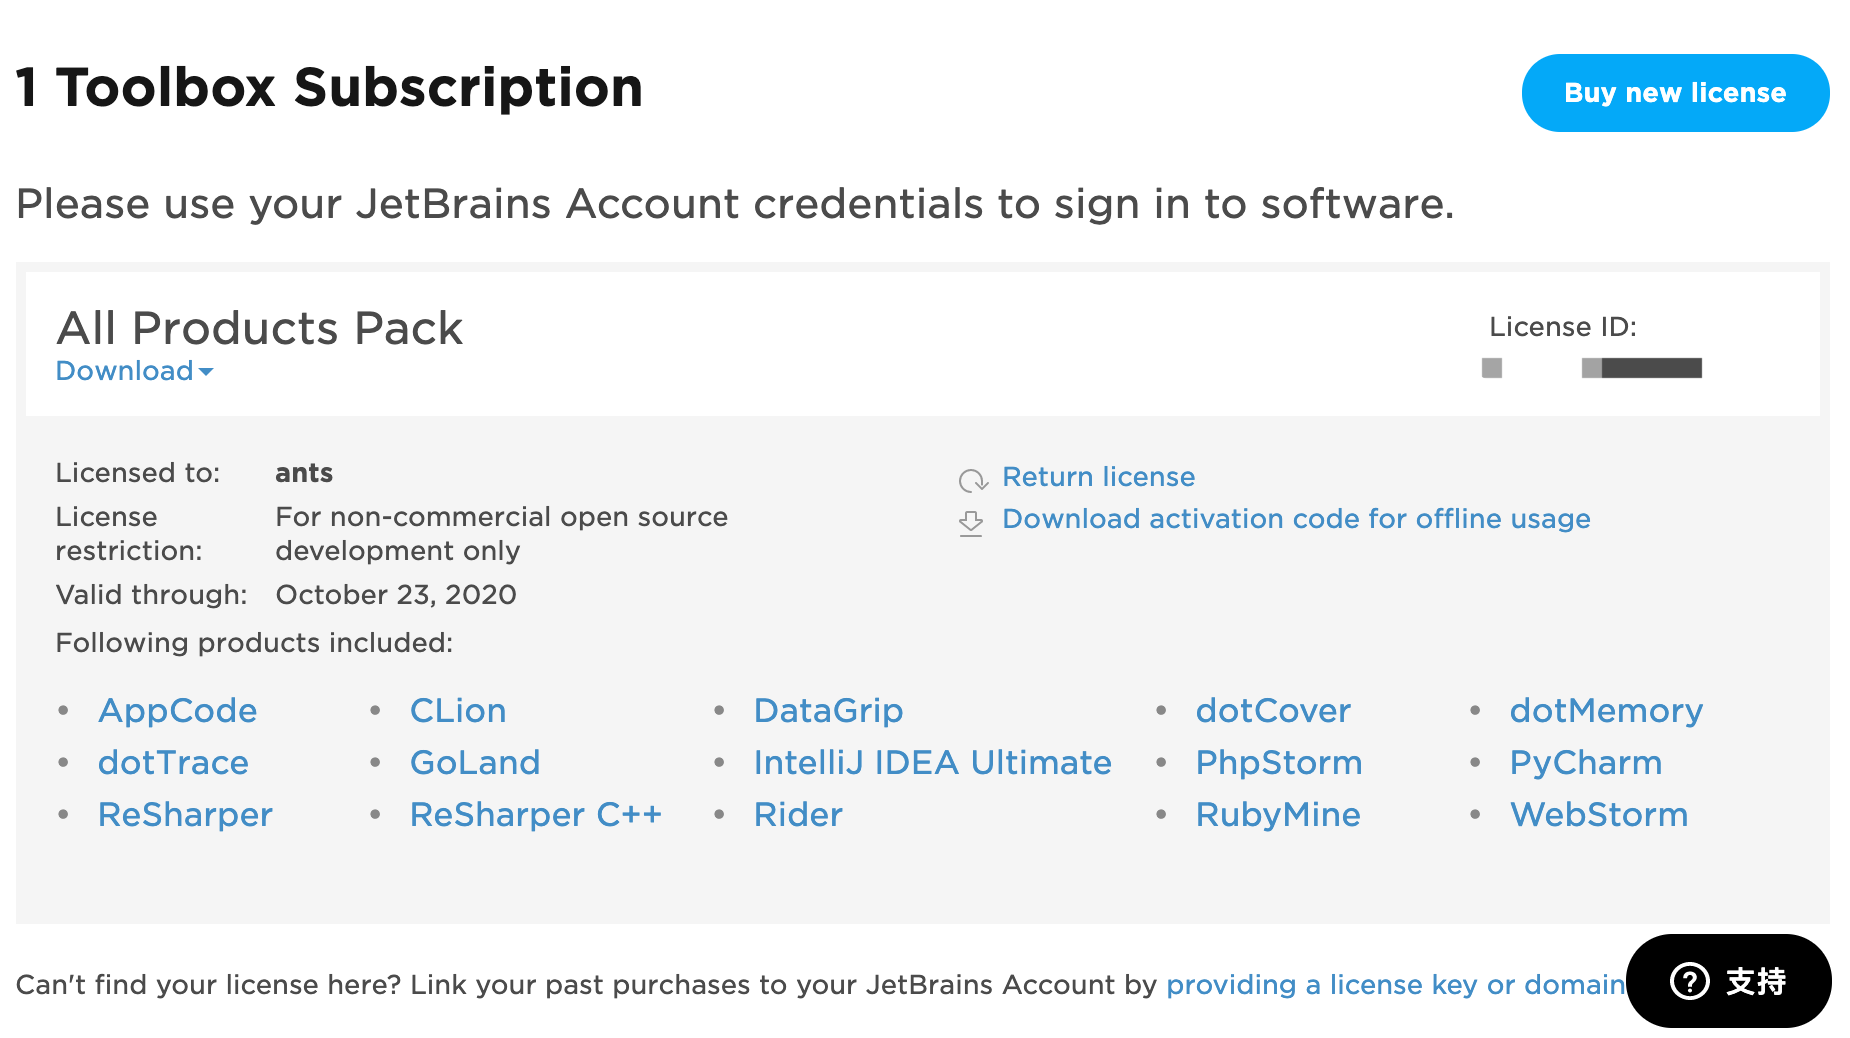 1 Toolbox Subscription
Buy new license
Please use your JetBrains Account credentials to sign in to software.
All Products Pack
Download
License ID:
Licensed to: ants
Return license
License restriction: For non-commercial open source development only
Download activation code for offline usage
Valid through: October 23, 2020
Following products included:
• AppCode • CLion • DataGrip • dotCover • dotMemory
• dotTrace • GoLand • IntelliJ IDEA Ultimate • PhpStorm • PyCharm
• ReSharper • ReSharper C++ • Rider • RubyMine • WebStorm
Can't find your license here? Link your past purchases to your JetBrains Account by providing a license key or domain
支持